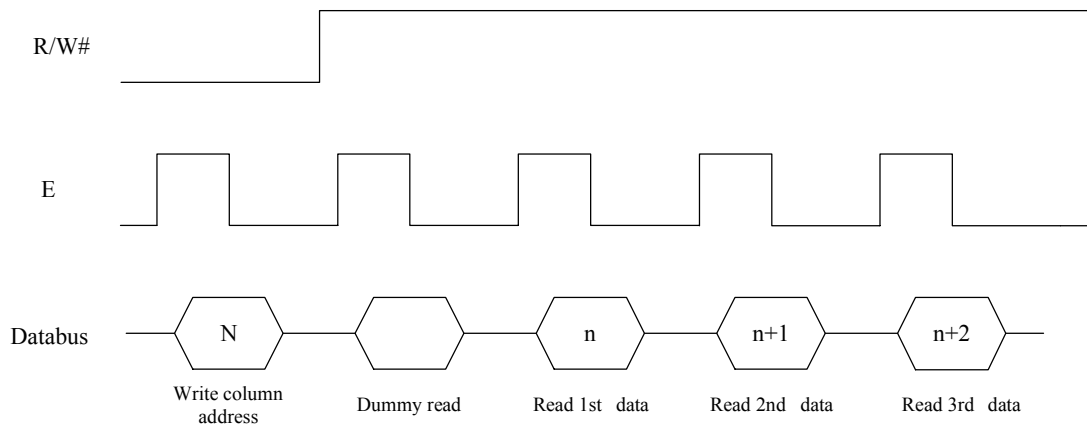 R/W#
E
Databus
N
n
n+1
n+2
Write column
address
Dummy read
Read 1st data
Read 2nd data
Read 3rd data